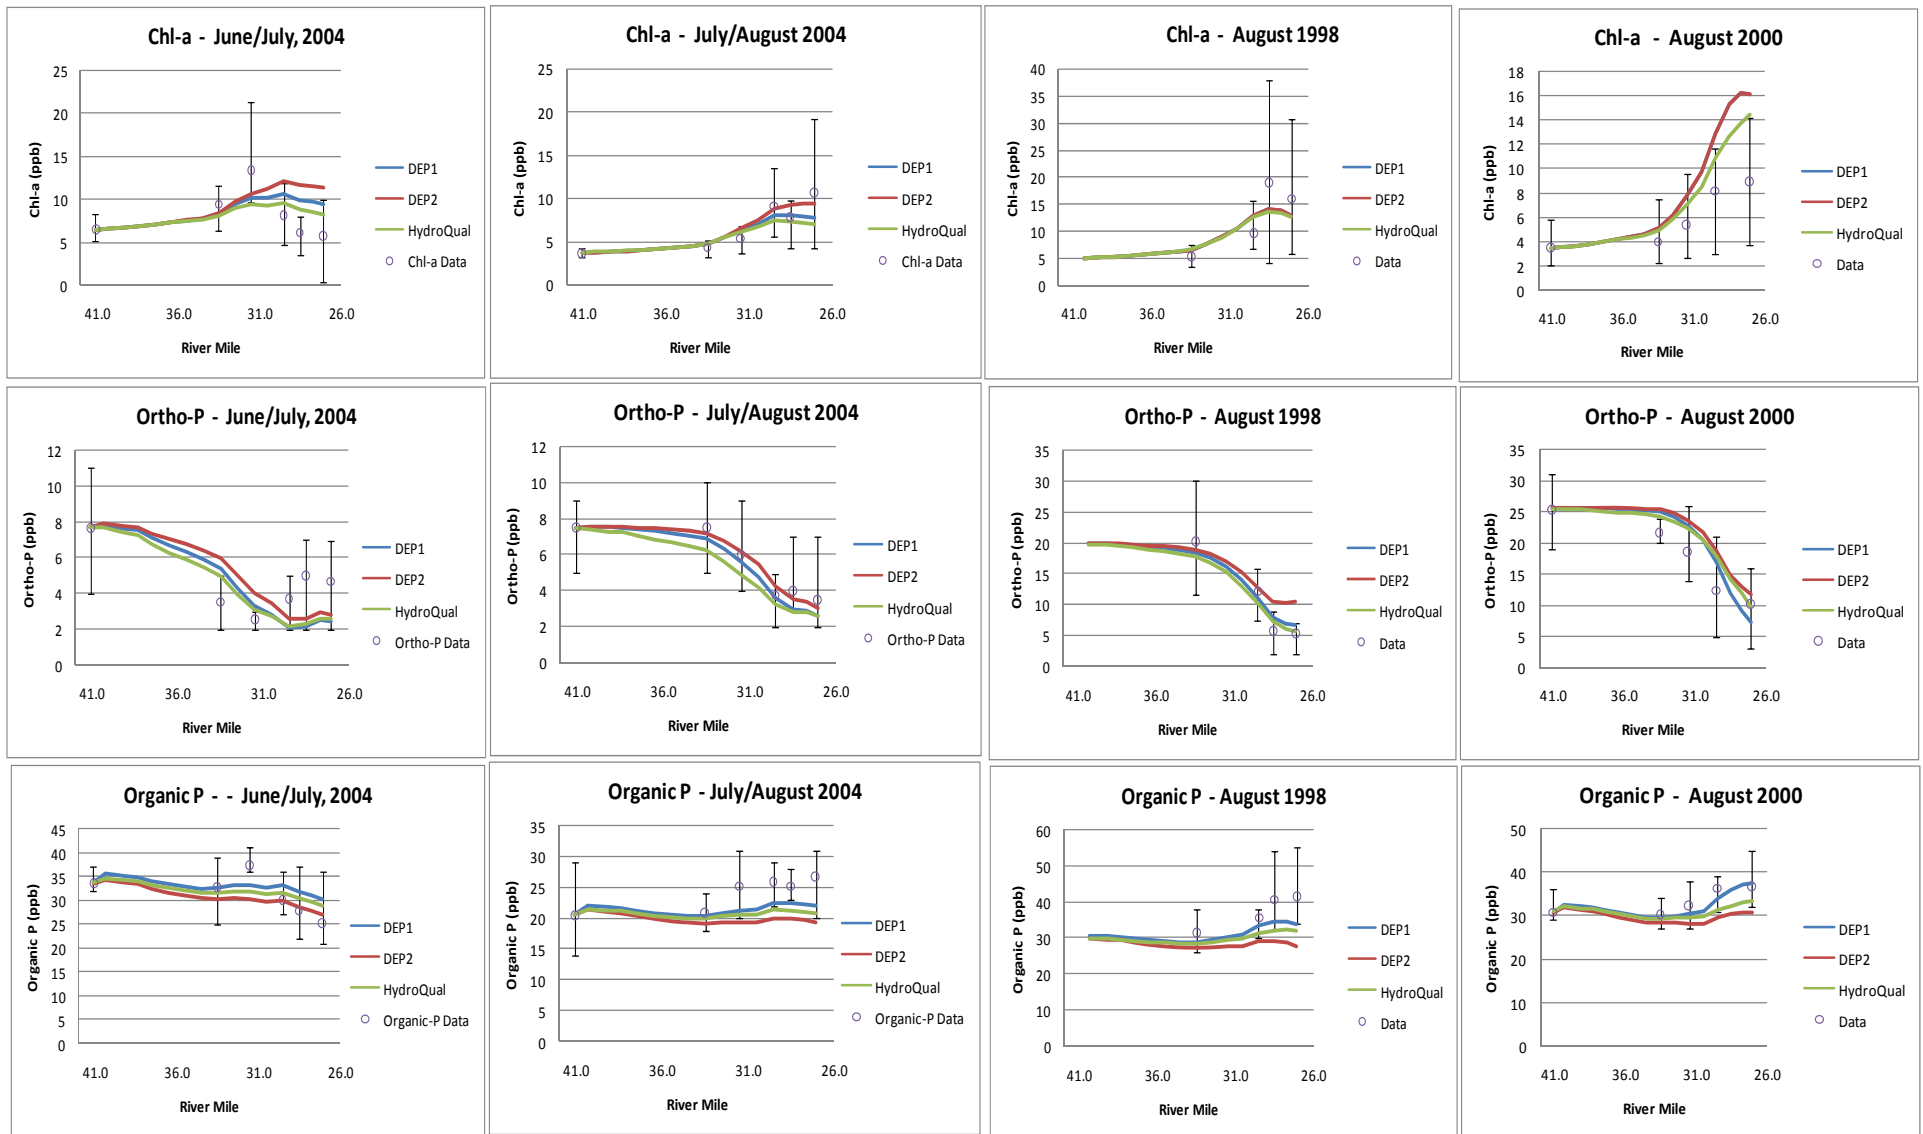 Chl-a - June/July, 2004
25
20
15
10
5
0
41.0 36.0 31.0 26.0
Chl-a (ppb)
River Mile
DEP1
DEP2
HydroQual
Chl-a Data
Chl-a - July/August 2004
25
20
15
10
5
0
41.0 36.0 31.0 26.0
Chl-a (ppb)
River Mile
DEP1
DEP2
HydroQual
Chl-a Data
Chl-a - August 1998
40
35
30
25
20
15
10
5
0
41.0 36.0 31.0 26.0
Chl-a (ppb)
River Mile
DEP1
DEP2
HydroQual
Data
Chl-a - August 2000
18
16
14
12
10
8
6
4
2
0
41.0 36.0 31.0 26.0
Chl-a (ppb)
River Mile
DEP1
DEP2
HydroQual
Data
Ortho-P - June/July, 2004
12
10
8
6
4
2
0
41.0 36.0 31.0 26.0
Ortho-P (ppb)
River Mile
DEP1
DEP2
HydroQual
Ortho-P Data
Ortho-P - July/August 2004
12
10
8
6
4
2
0
41.0 36.0 31.0 26.0
Ortho-P (ppb)
River Mile
DEP1
DEP2
HydroQual
Ortho-P Data
Ortho-P - August 1998
35
30
25
20
15
10
5
0
41.0 36.0 31.0 26.0
Ortho-P (ppb)
River Mile
DEP1
DEP2
HydroQual
Data
Ortho-P - August 2000
35
30
25
20
15
10
5
0
41.0 36.0 31.0 26.0
Ortho-P (ppb)
River Mile
DEP1
DEP2
HydroQual
Data
Organic P - - June/July, 2004
45
40
35
30
25
20
15
10
5
0
41.0 36.0 31.0 26.0
Organic P (ppb)
River Mile
DEP1
DEP2
HydroQual
Organic-P Data
Organic P - July/August 2004
35
30
25
20
15
10
5
0
41.0 36.0 31.0 26.0
Organic P (ppb)
River Mile
DEP1
DEP2
HydroQual
Organic-P Data
Organic P - August 1998
60
50
40
30
20
10
0
41.0 36.0 31.0 26.0
Organic P (ppb)
River Mile
DEP1
DEP2
HydroQual
Data
Organic P - August 2000
50
40
30
20
10
0
41.0 36.0 31.0 26.0
Organic P (ppb)
River Mile
DEP1
DEP2
HydroQual
Data